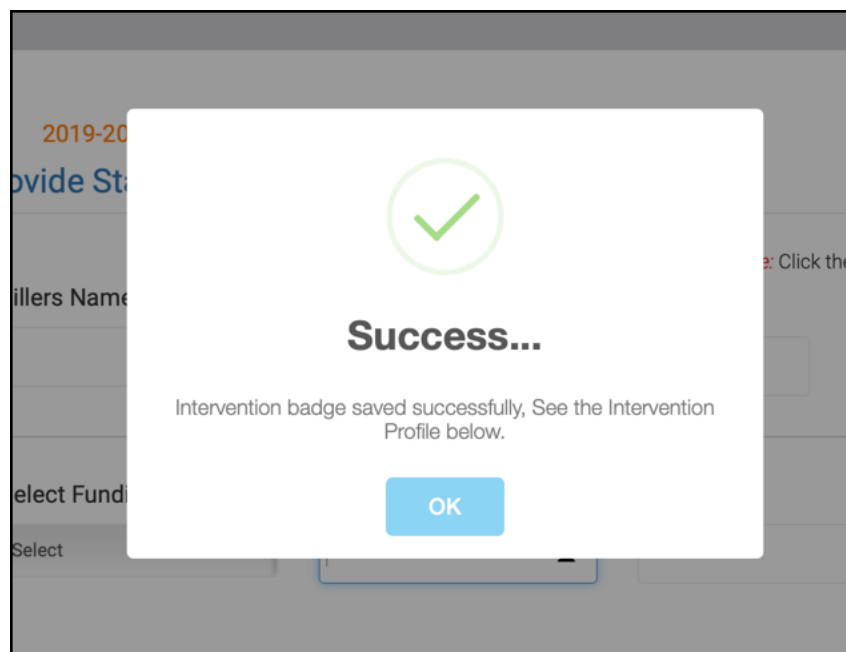 2019-20
ovide Sta
e: Click the
illers Name
Success...
Intervention badge saved successfully, See the Intervention
Profile below.
OK
elect Fundi
Select